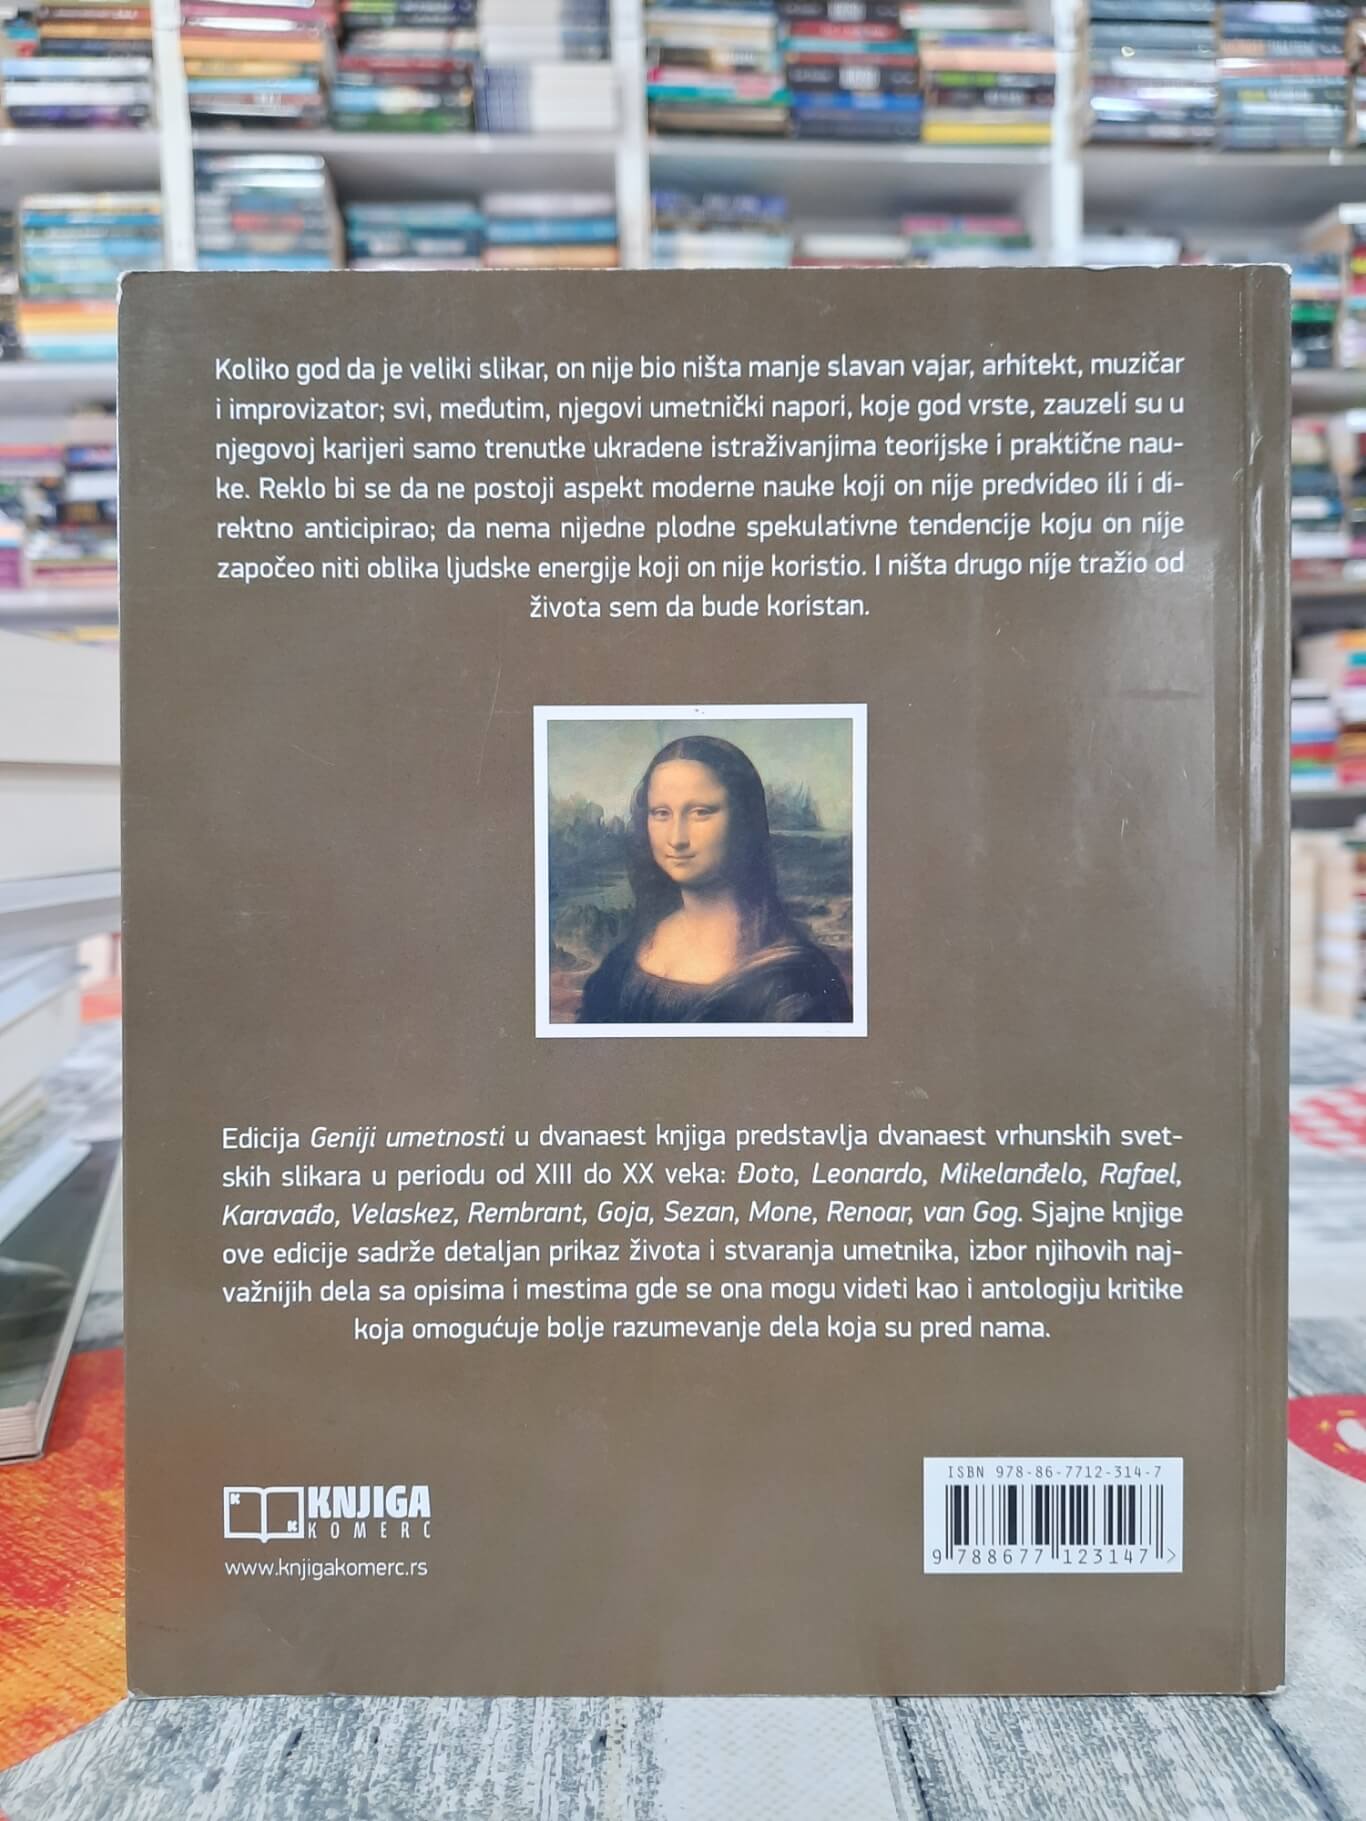 Koliko god da je veliki slikar, on nije bio ništa manje slavan vajar, arhitekt, muzičar
i improvizator; svi, međutim, njegovi umetnički napori, koje god vrste, zauzeli su u
njegovoj karijeri samo trenutke ukradene istraživanjima teorijske i praktične nau-
ke. Reklo bi se da ne postoji aspekt moderne nauke koji on nije predvideo ili i di-
rektno anticipirao; da nema nijedne plodne spekulativne tendencije koju on nije
započeo niti oblika ljudske energije koji on nije koristio. I ništa drugo nije tražio od
života sem da bude koristan.
Edicija Geniji umetnosti u dvanaest knjiga predstavlja dvanaest vrhunskih svet-
skih slikara u periodu od XIII do XX veka: Đoto, Leonardo, Mikelanđelo, Rafael,
Karavađo, Velaskez, Rembrant, Goja, Sezan, Mone, Renoar, van Gog. Sjajne knjige
ove edicije sadrže detaljan prikaz života i stvaranja umetnika, izbor njihovih naj-
važnijih dela sa opisima i mestima gde se ona mogu videti kao i antologiju kritike
koja omogućuje bolje razumevanje dela koja su pred nama.
KNJIGA
KOMERC
www.knjigakomerc.rs
ISBN 978-86-7712-314-7
9 788677 123147 >